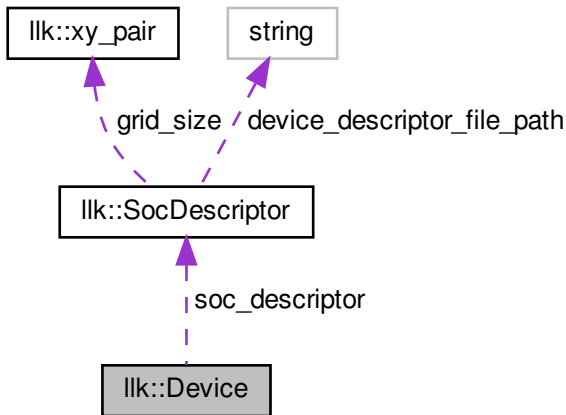 llk::xy_pair
string
grid_size
device_descriptor_file_path
llk::SocDescriptor
soc_descriptor
llk::Device